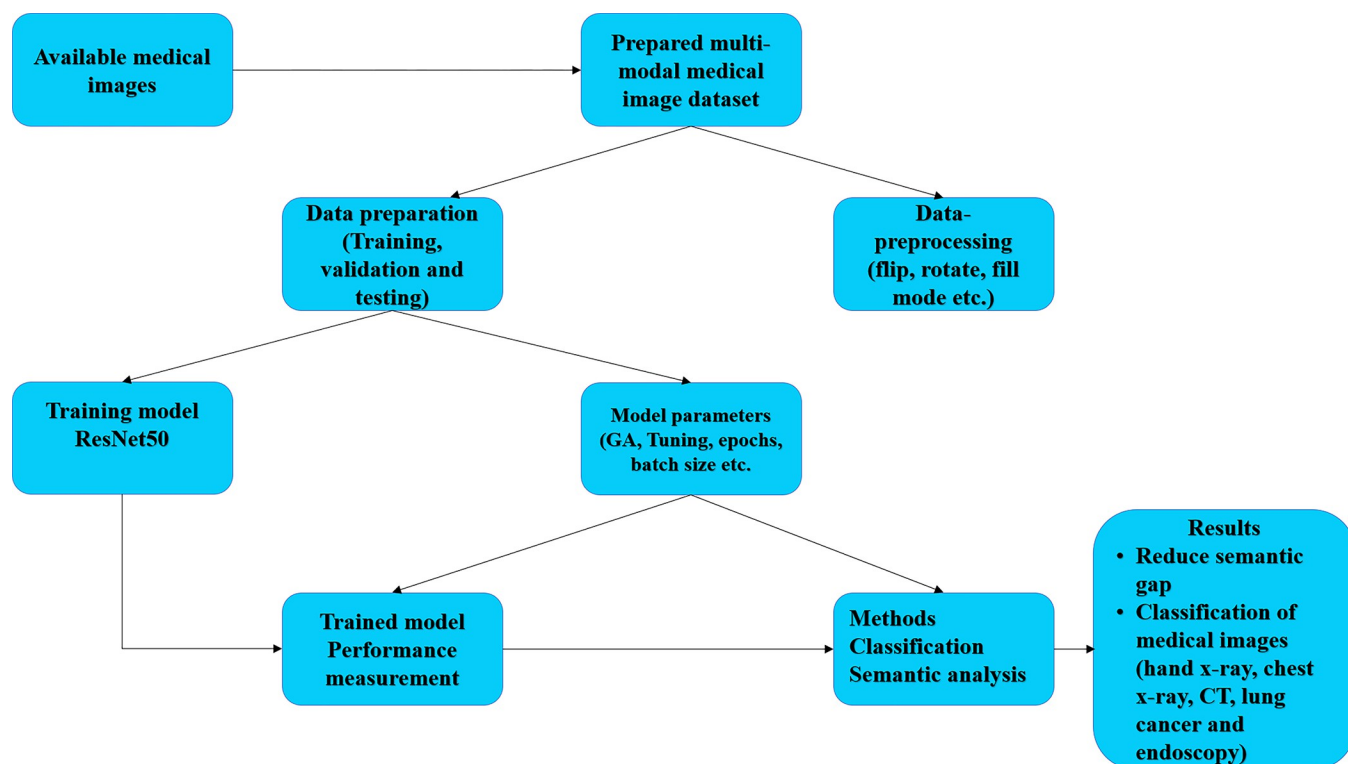 Available medical
images
Prepared multi-
modal medical
image dataset
Data preparation
(Training,
validation and
testing)
Data-
preprocessing
(flip, rotate, fill
mode etc.)
Training model
ResNet50
Model parameters
(GA, Tuning, epochs,
batch size etc.
Trained model
Performance
measurement
Methods
Classification
Semantic analysis
Results
• Reduce semantic
gap
• Classification of
medical images
(hand x-ray, chest
x-ray, CT, lung
cancer and
endoscopy)